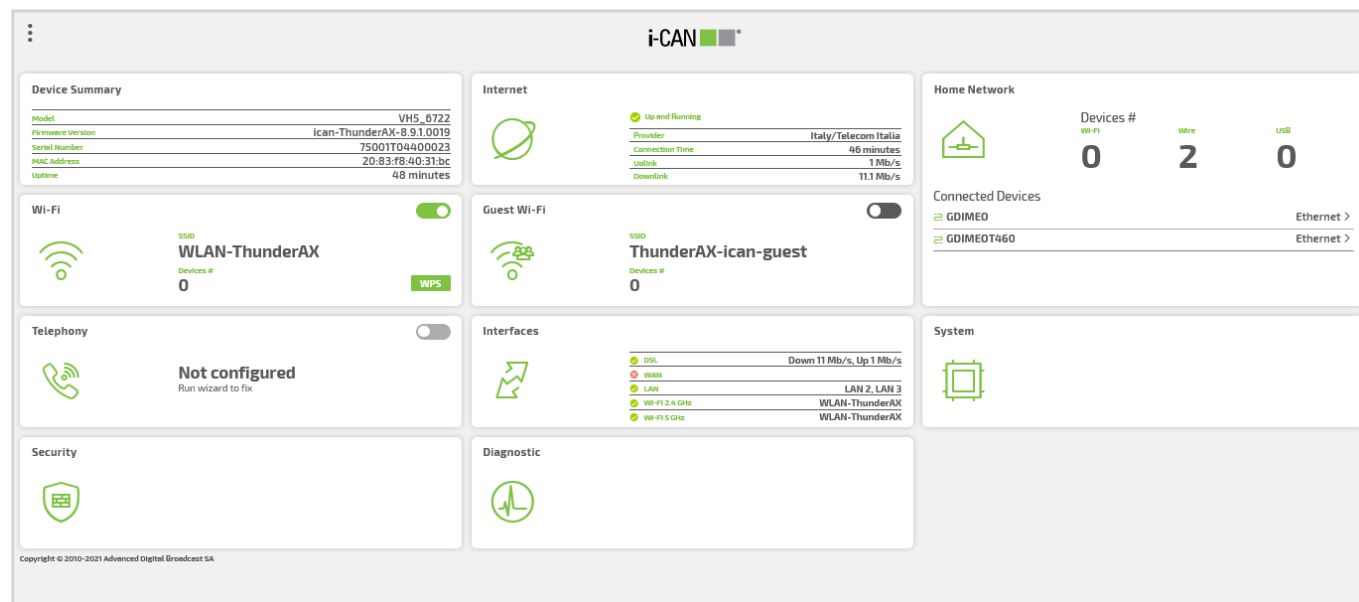 i-CAN
Device Summary
Model VH5_6722
Firmware Version ican-ThunderAX-8.9.1.0019
Serial Number 75001T04400023
MAC Address 20:83:f8:40:31:bc
Uptime 48 minutes
Internet
Up and Running
Provider Italy/Telecom Italia
Connection Time 46 minutes
Uplink 1 Mb/s
Downlink 11.1 Mb/s
Home Network
Devices #
Wi-Fi Wire USB
0 2 0
Connected Devices
GDIMEO Ethernet >
GDIMEOT460 Ethernet >
Wi-Fi
SSID
WLAN-ThunderAX
Devices #
0 WPS
Guest Wi-Fi
SSID
ThunderAX-ican-guest
Devices #
0
Telephony
Not configured
Run wizard to fix
Interfaces
DSL Down 11 Mb/s, Up 1 Mb/s
WAN
LAN LAN 2, LAN 3
Wi-Fi 2.4 GHz WLAN-ThunderAX
Wi-Fi 5 GHz WLAN-ThunderAX
System
Security
Diagnostic
Copyright © 2010-2021 Advanced Digital Broadcast SA